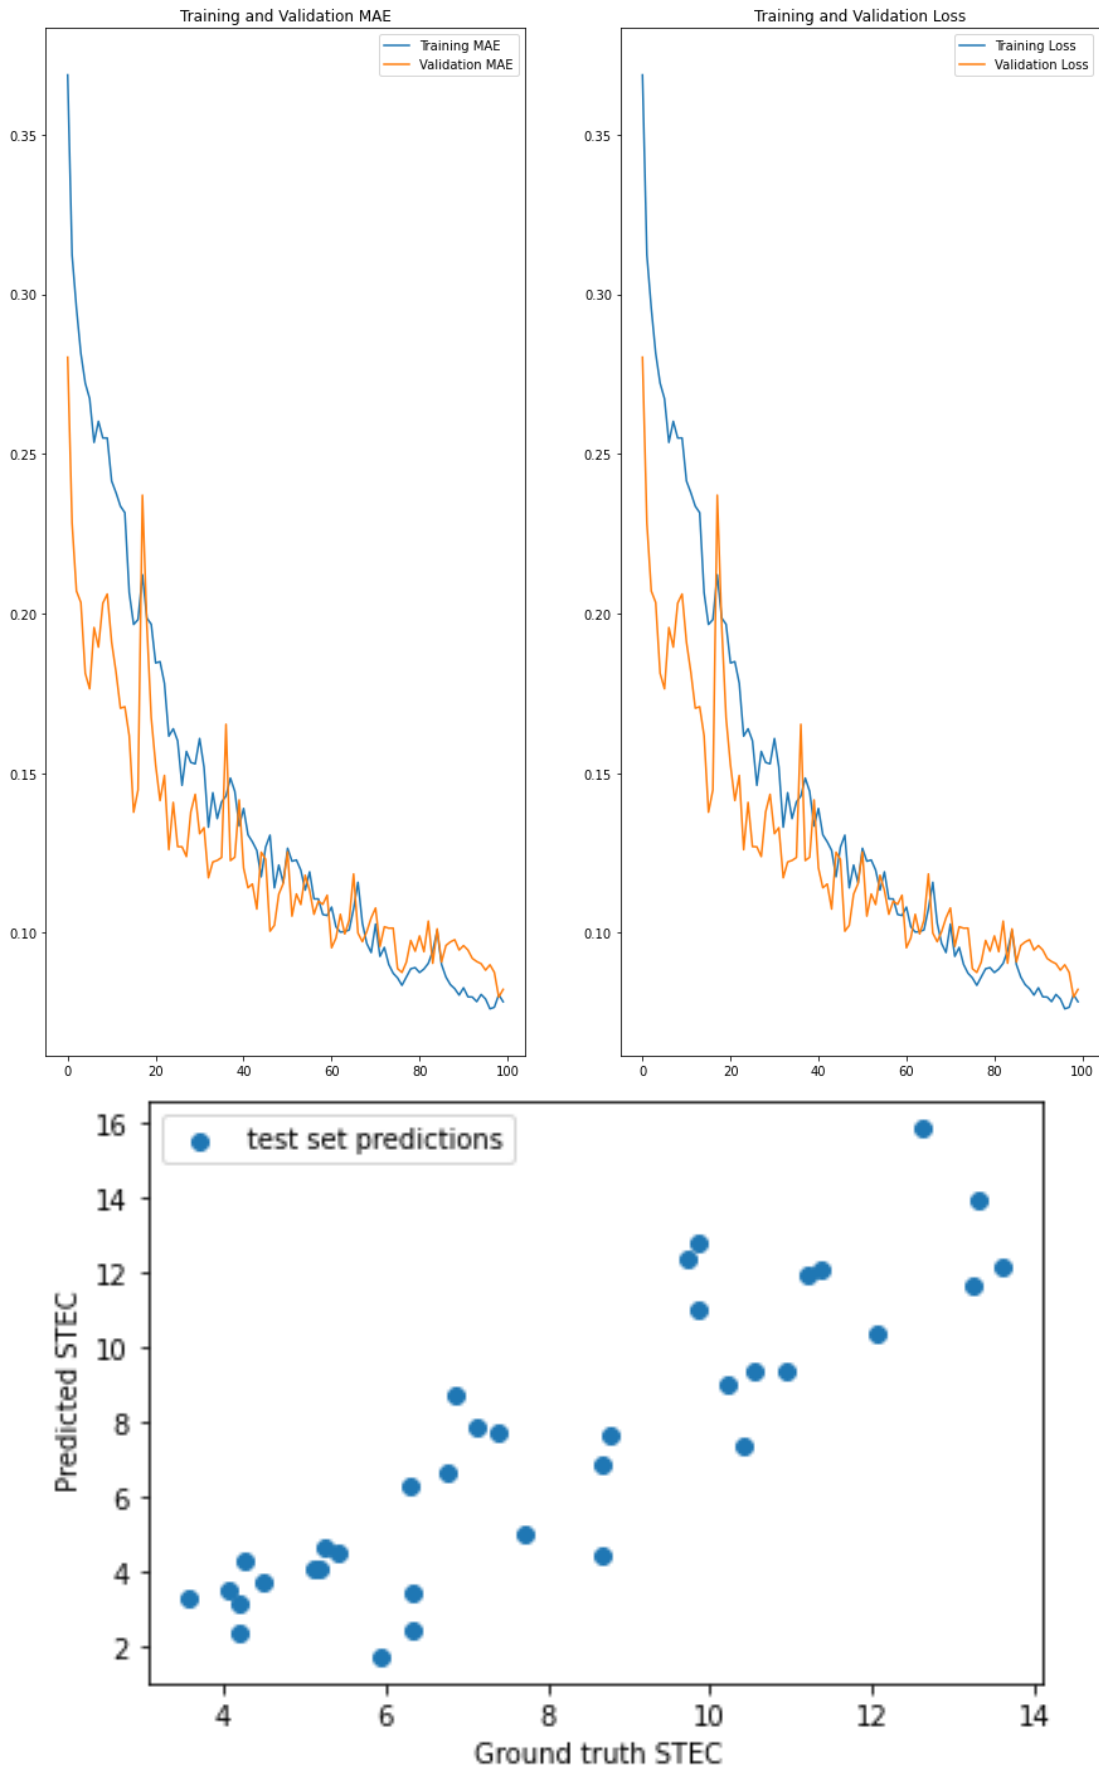 Training and Validation MAE
Training MAE
Validation MAE
0.35
0.30
0.25
0.20
0.15
0.10
0 20 40 60 80 100
Training and Validation Loss
Training Loss
Validation Loss
0.35
0.30
0.25
0.20
0.15
0.10
0 20 40 60 80 100
test set predictions
Predicted STEC
16
14
12
10
8
6
4
2
4 6 8 10 12 14
Ground truth STEC